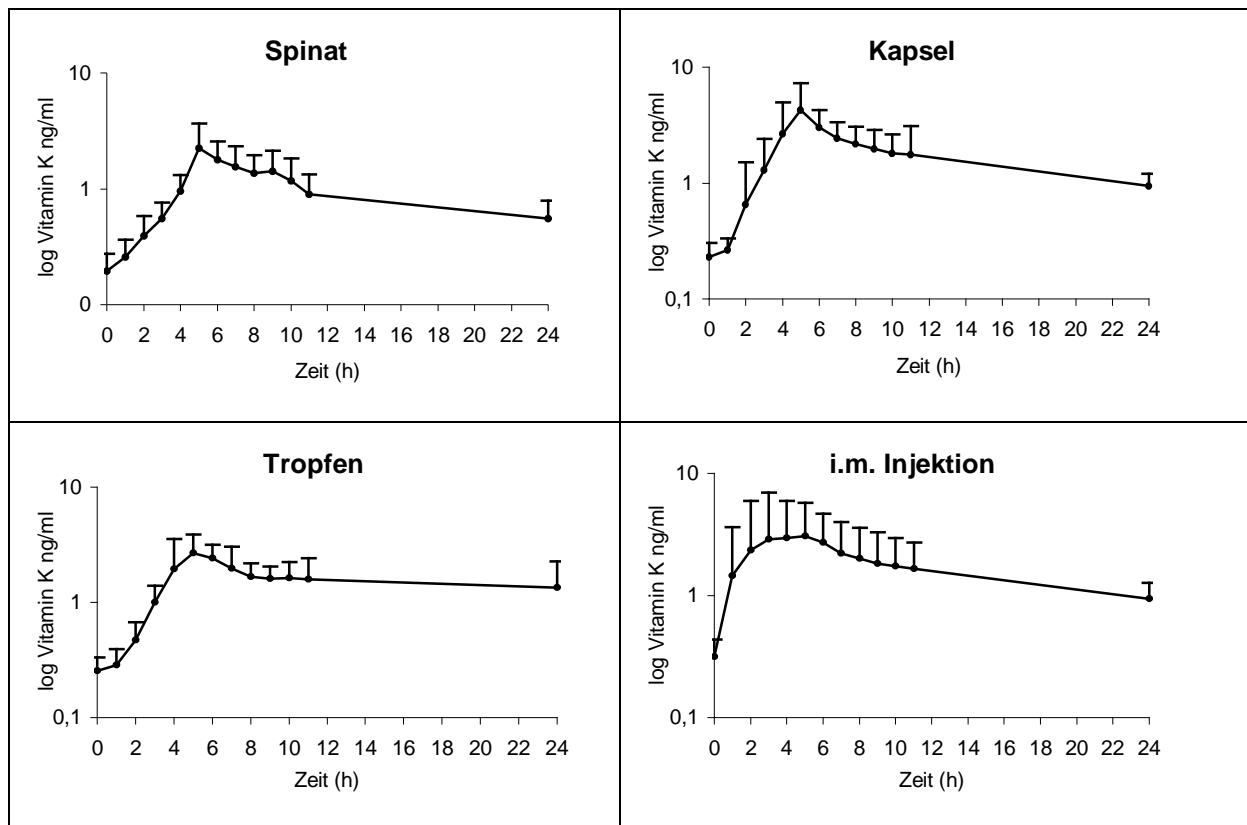 Spinat
10
1
0
log Vitamin K ng/ml
0 2 4 6 8 10 12 14 16 18 20 22 24
Zeit (h)
Kapsel
10
1
0,1
log Vitamin K ng/ml
0 2 4 6 8 10 12 14 16 18 20 22 24
Zeit (h)
Tropfen
10
1
0,1
log Vitamin K ng/ml
0 2 4 6 8 10 12 14 16 18 20 22 24
Zeit (h)
i.m. Injektion
10
1
0,1
log Vitamin K ng/ml
0 2 4 6 8 10 12 14 16 18 20 22 24
Zeit (h)